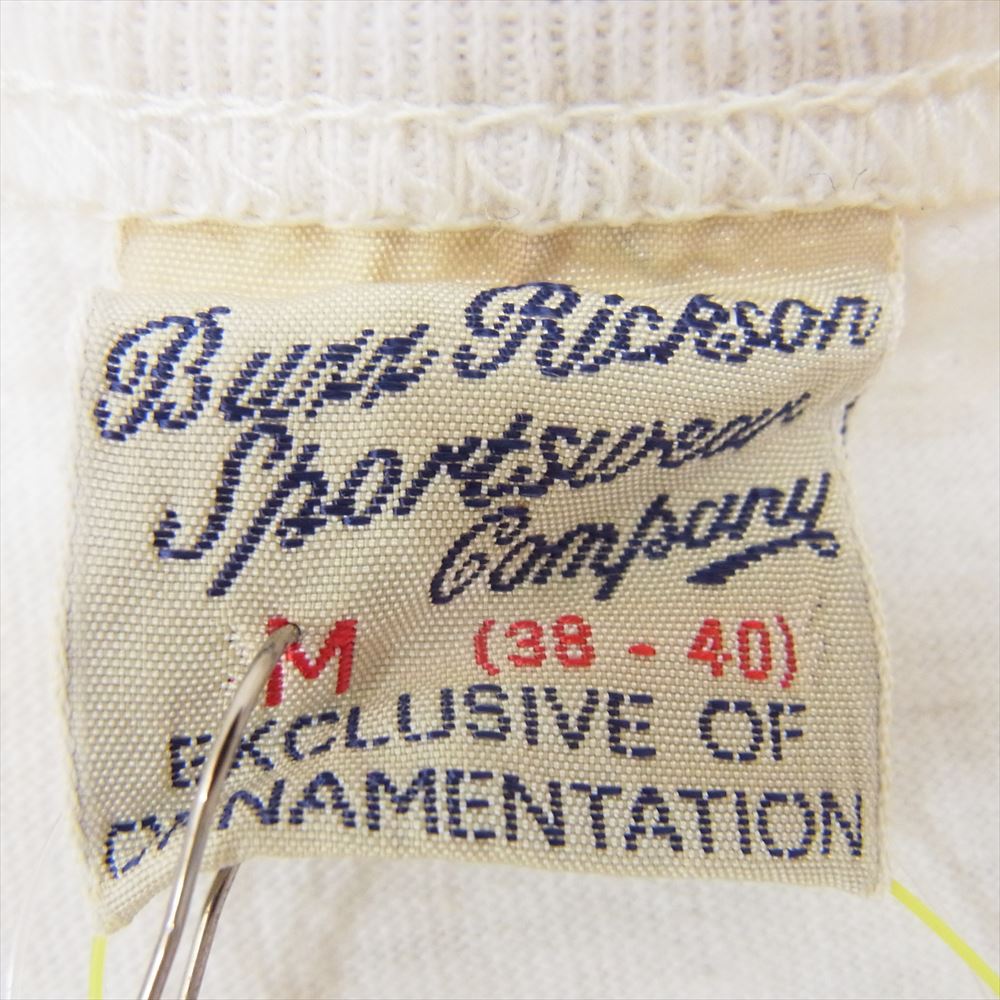 Buzz Rickson
Sportswear
Company
M (38 - 40)
EXCLUSIVE OF
ORNAMENTATION